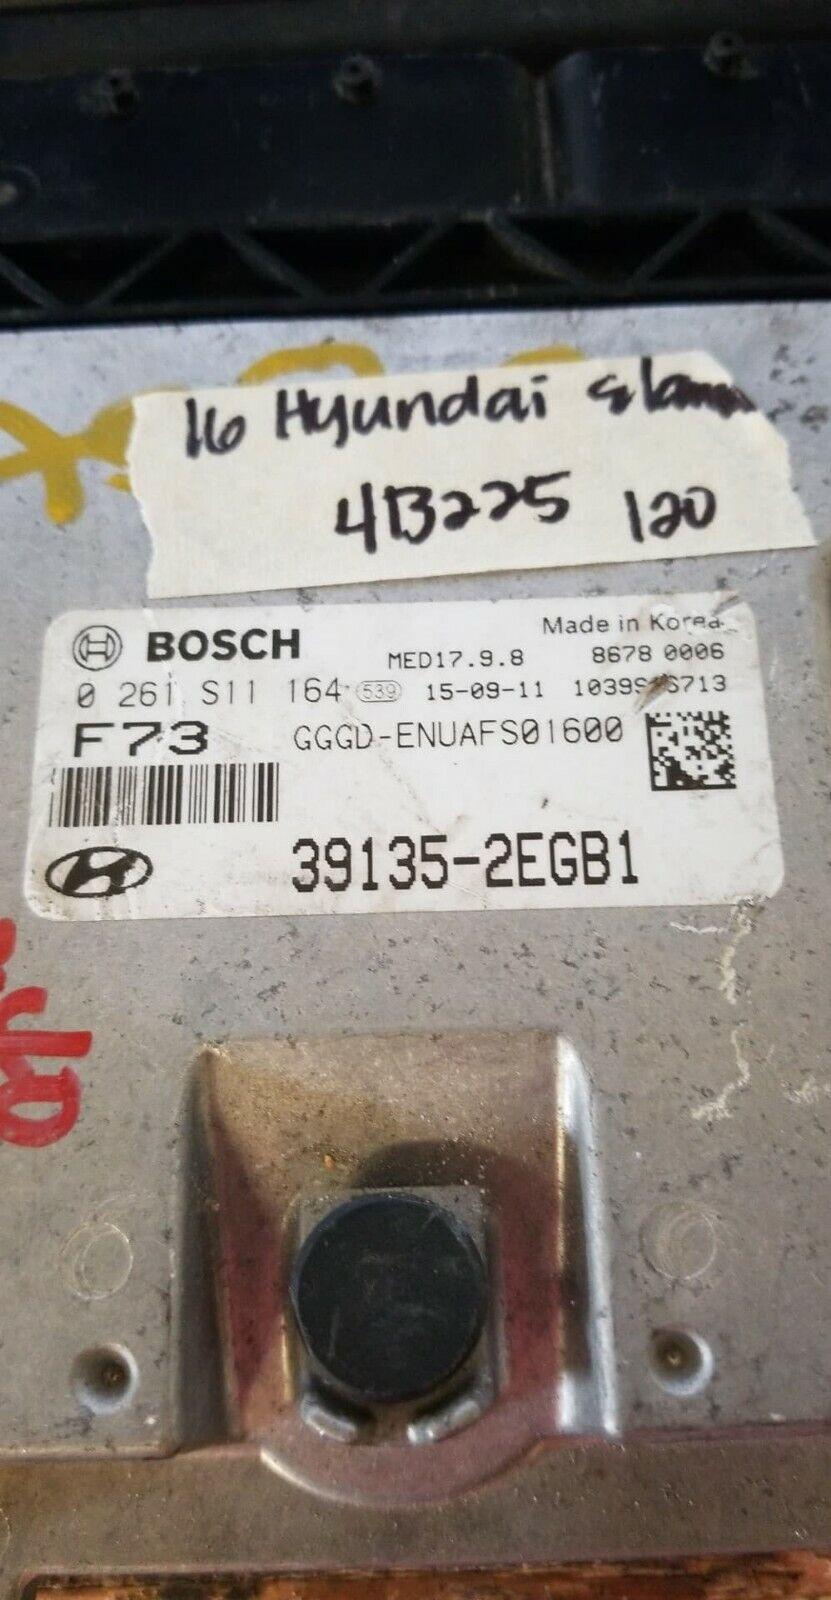 16 Hyundai
4B225 120
BOSCH
Made in Korea
MED17.9.8 8678 0006
0 261 S11 164 539 15-09-11
F73 GGGD-ENUAFS01600
39135-2EGB1